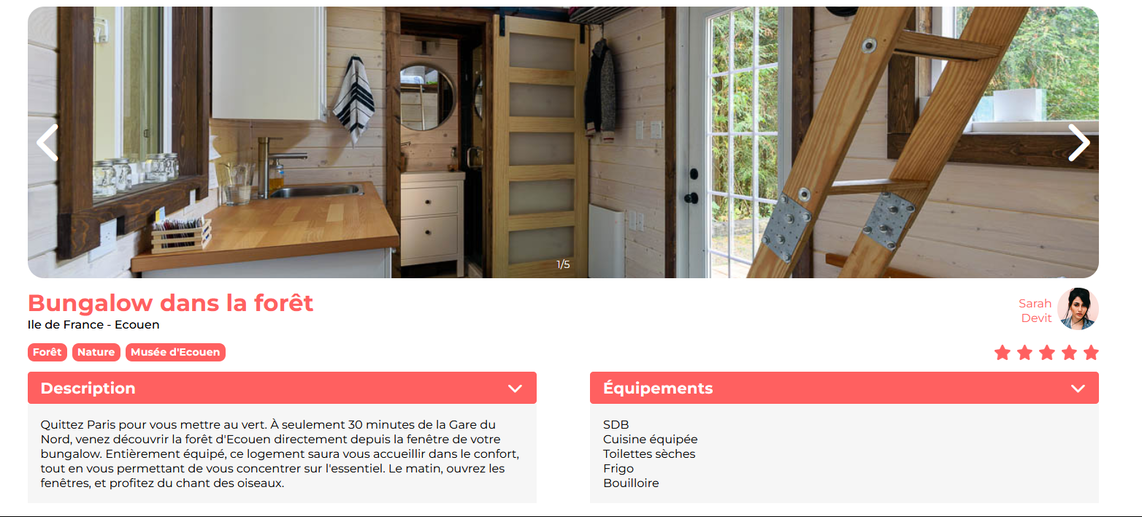 1/5
Bungalow dans la forêt
Ile de France - Ecouen
Sarah
Devit
Forêt
Nature
Musée d'Ecouen
Description
Quittez Paris pour vous mettre au vert. À seulement 30 minutes de la Gare du
Nord, venez découvrir la forêt d'Ecouen directement depuis la fenêtre de votre
bungalow. Entièrement équipé, ce logement saura vous accueillir dans le confort,
tout en vous permettant de vous concentrer sur l'essentiel. Le matin, ouvrez les
fenêtres, et profitez du chant des oiseaux.
Équipements
SDB
Cuisine équipée
Toilettes sèches
Frigo
Bouilloire